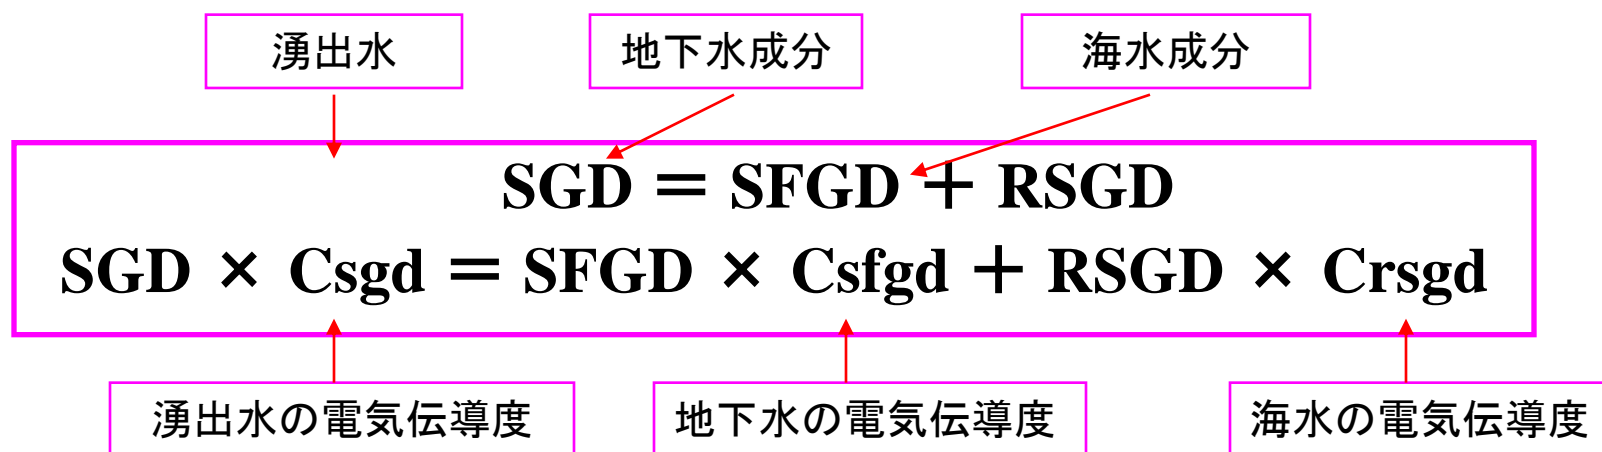 湧出水
地下水成分
海水成分
SGD＝SFGD＋RSGD
SGD × Csgd＝SFGD × Csfgd＋RSGD × Crsgd
湧出水の電気伝導度
地下水の電気伝導度
海水の電気伝導度